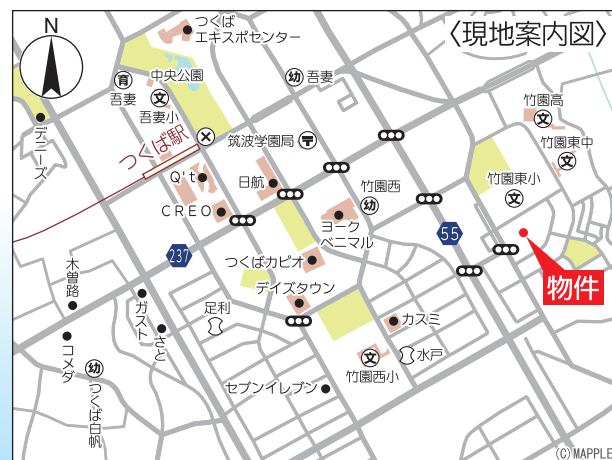 〈現地案内図〉
N
つくば
エキスポセンター
中央公園
育
吾妻
文
吾妻小
幼 吾妻
デニーズ
つくば駅
筑波学園局
〒
竹園高
文
竹園東中
文
竹園東小
文
Q't
日航
CREO
竹園西
幼
ヨーク
ベニマル
55
237
つくばカピオ
デイズタウン
物件
木曽路
ガスト
さと
足利
カスミ
水戸
文
竹園西小
コメダ
幼
つくば白帆
セブンイレブン
(C)MAPPLE